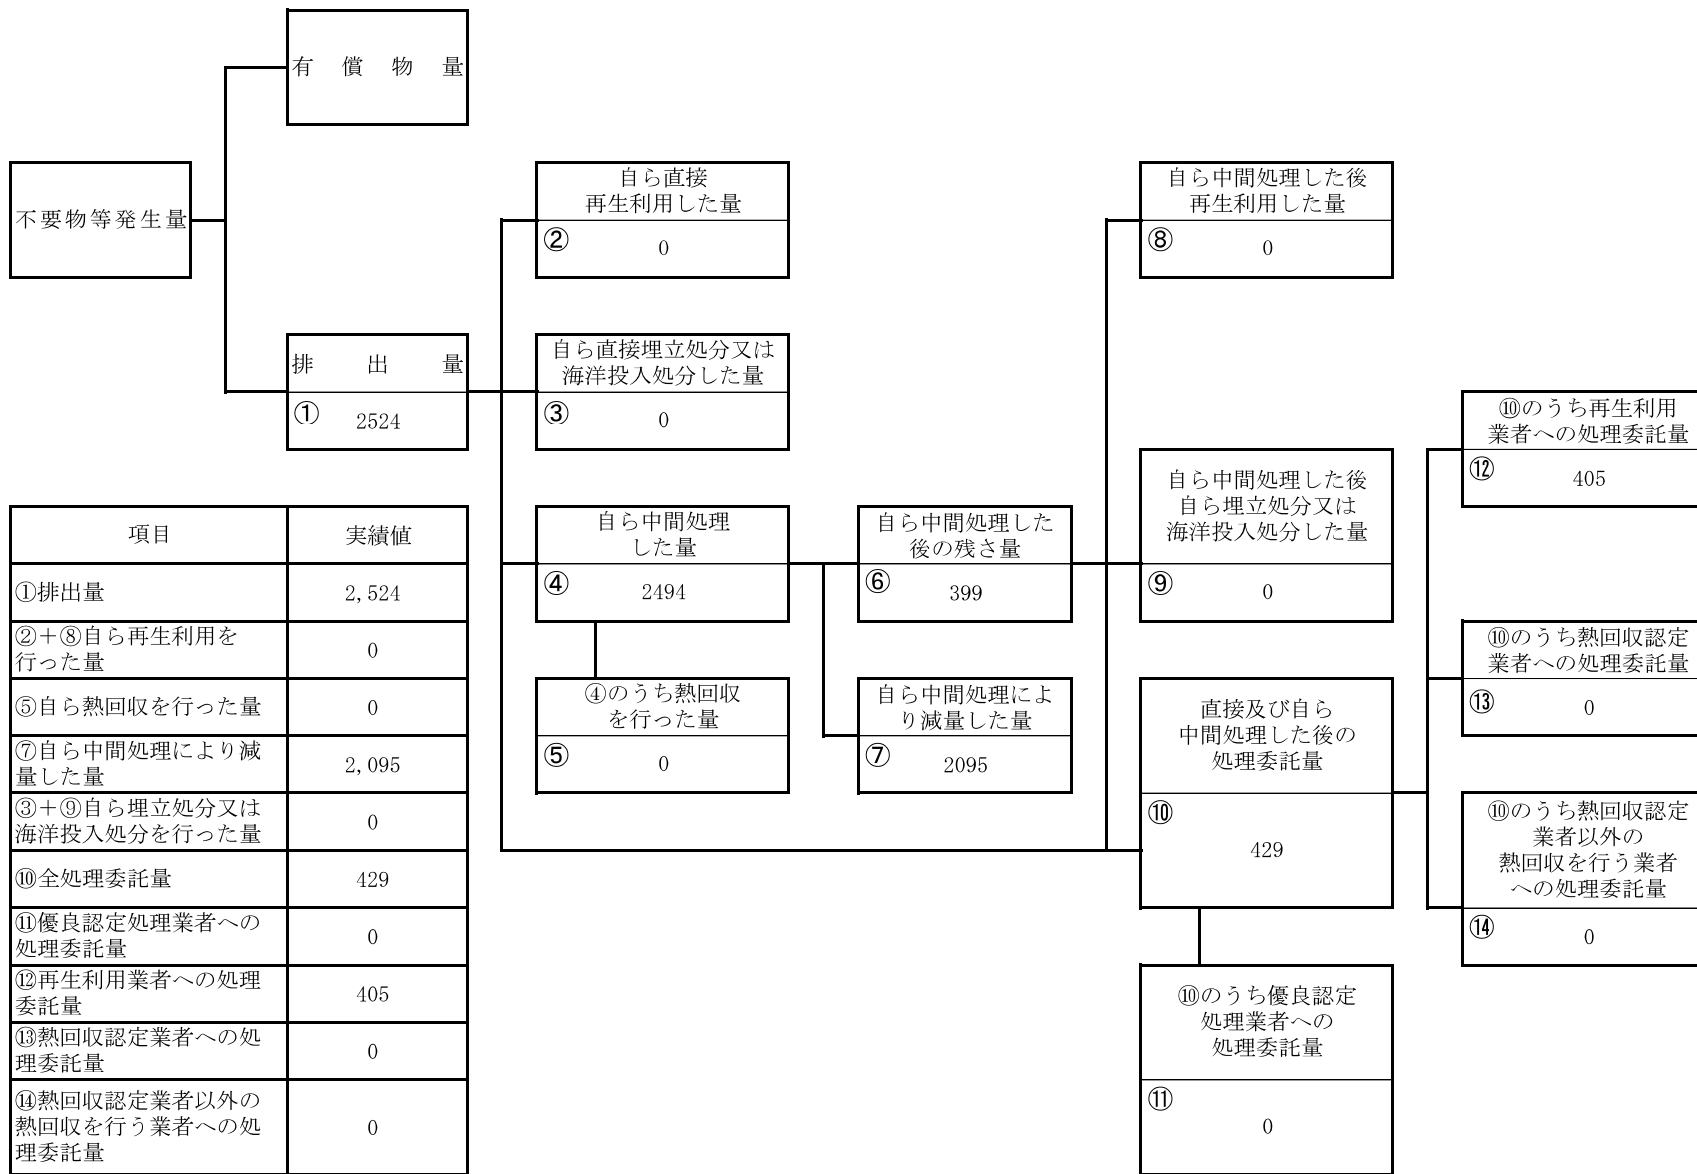 有償物量
不要物等発生量
排出量
①
2524
自ら直接
再生利用した量
②
0
自ら直接埋立処分又は
海洋投入処分した量
③
0
自ら中間処理
した量
④
2494
④のうち熱回収
を行った量
⑤
0
自ら中間処理した
後の残さ量
⑥
399
自ら中間処理によ
り減量した量
⑦
2095
自ら中間処理した後
再生利用した量
⑧
0
自ら中間処理した後
自ら埋立処分又は
海洋投入処分した量
⑨
0
直接及び自ら
中間処理した後の
処理委託量
⑩
429
⑩のうち優良認定
処理業者への
処理委託量
⑪
0
⑩のうち再生利用
業者への処理委託量
⑫
405
⑩のうち熱回収認定
業者への処理委託量
⑬
0
⑩のうち熱回収認定
業者以外の
熱回収を行う業者
への処理委託量
⑭
0
項目 実績値
①排出量 2,524
②+⑧自ら再生利用を
行った量 0
⑤自ら熱回収を行った量 0
⑦自ら中間処理により減
量した量 2,095
③+⑨自ら埋立処分又は
海洋投入処分を行った量 0
⑩全処理委託量 429
⑪優良認定処理業者への
処理委託量 0
⑫再生利用業者への処理
委託量 405
⑬熱回収認定業者への処
理委託量 0
⑭熱回収認定業者以外の
熱回収を行う業者への処
理委託量 0